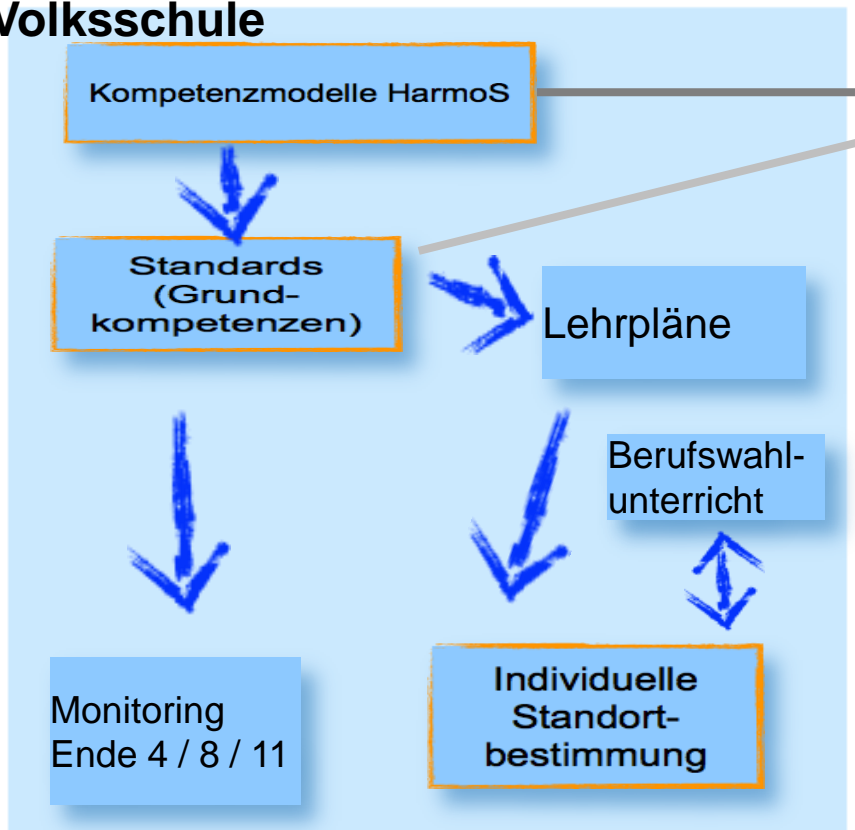 Volksschule
Kompetenzmodelle HarmoS
Standards
(Grund-
kompetenzen)
Lehrpläne
Berufswahl-
unterricht
Monitoring
Ende 4 / 8 / 11
Individuelle
Standort-
bestimmung